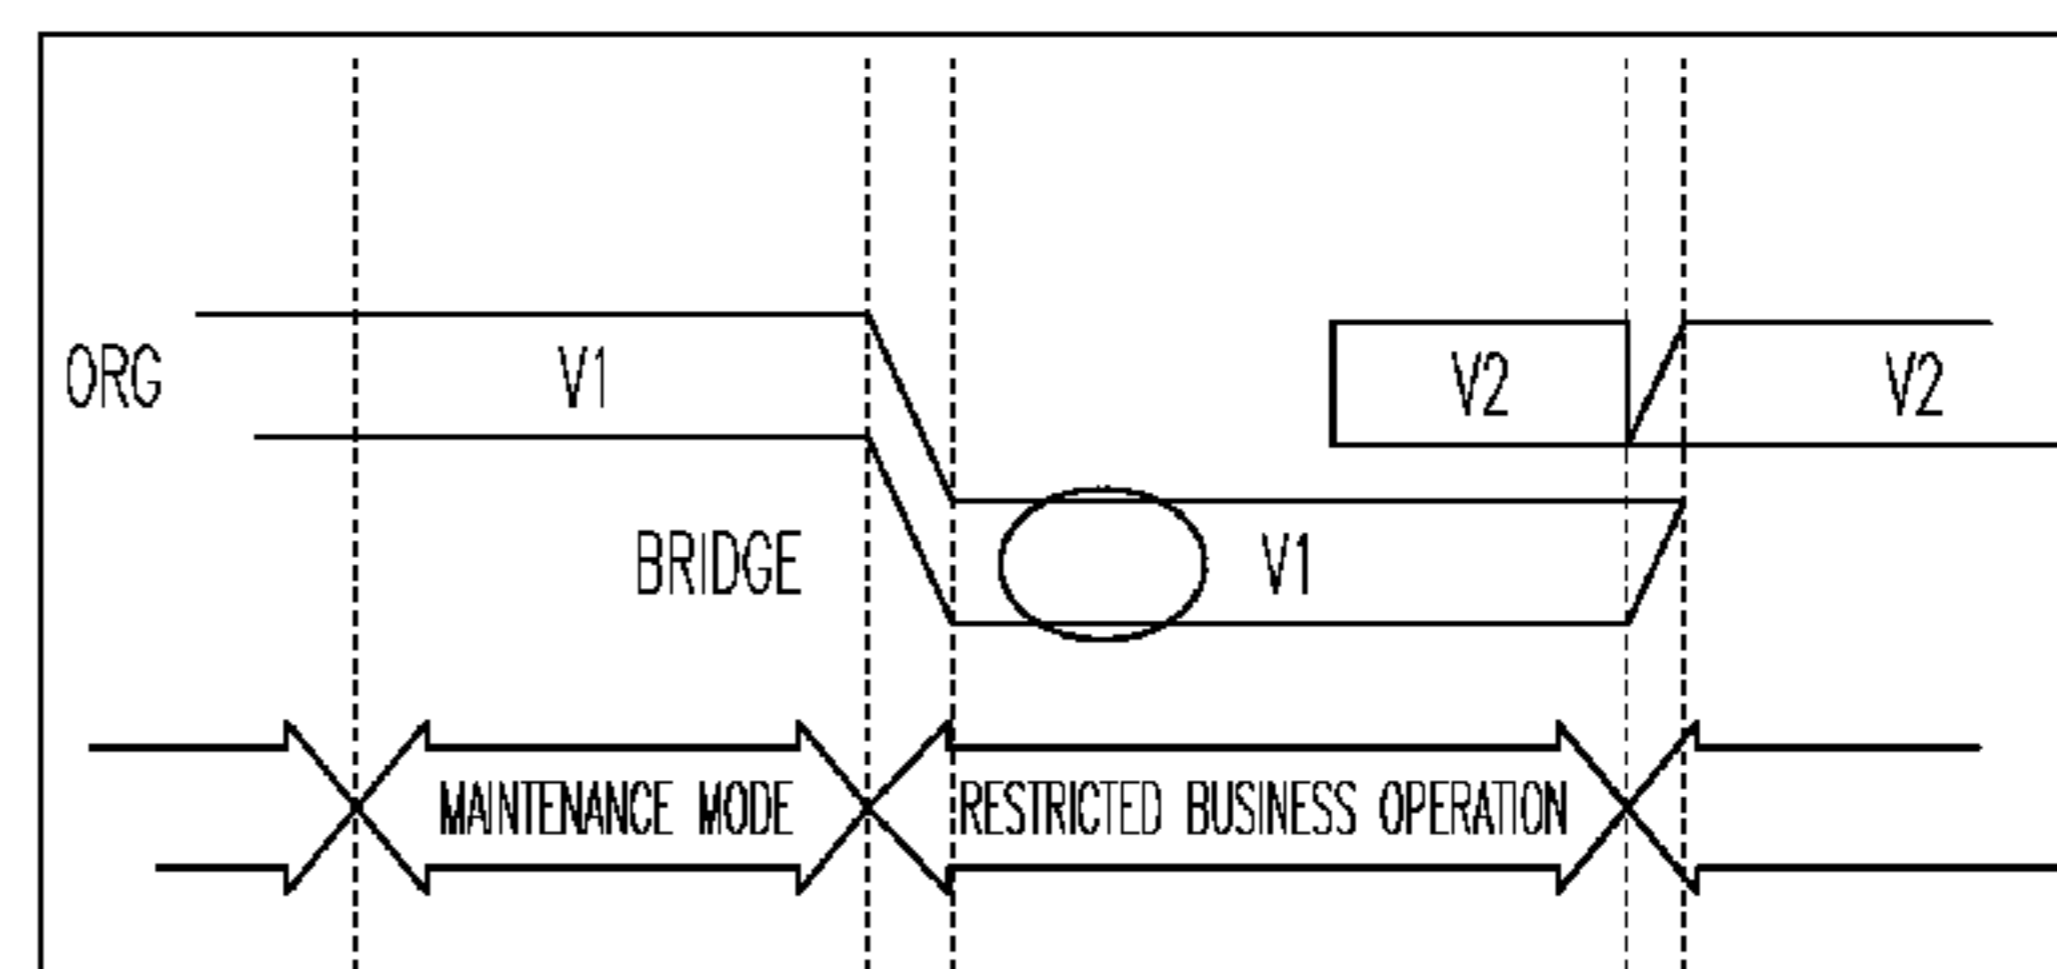 ORG V1 V2 V2
BRIDGE V1
MAINTENANCE MODE RESTRICTED BUSINESS OPERATION